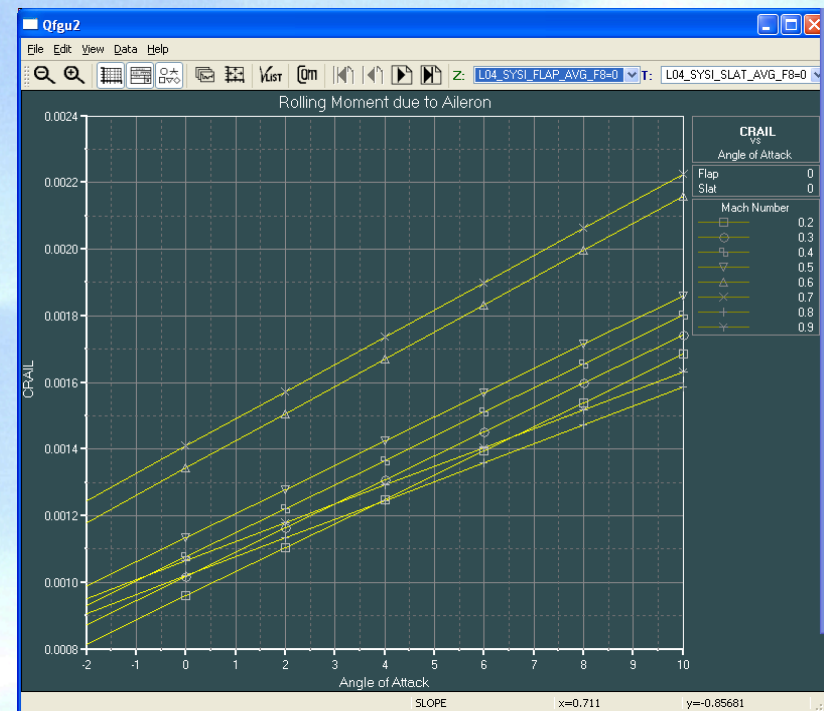 Qfgu2
File Edit View Data Help
VLIST COM Z: L04_SYSI_FLAP_AVG_F8=0 T: L04_SYSI_SLAT_AVG_F8=0
Rolling Moment due to Aileron
0.0024
0.0022
0.0020
0.0018
0.0016
0.0014
0.0012
0.0010
0.0008
CRAIL
-2 -1 0 1 2 3 4 5 6 7 8 9 10
Angle of Attack
CRAIL
VS
Angle of Attack
Flap 0
Slat 0
Mach Number
0.2
0.3
0.4
0.5
0.6
0.7
0.8
0.9
SLOPE x=0.711 y=-0.85681